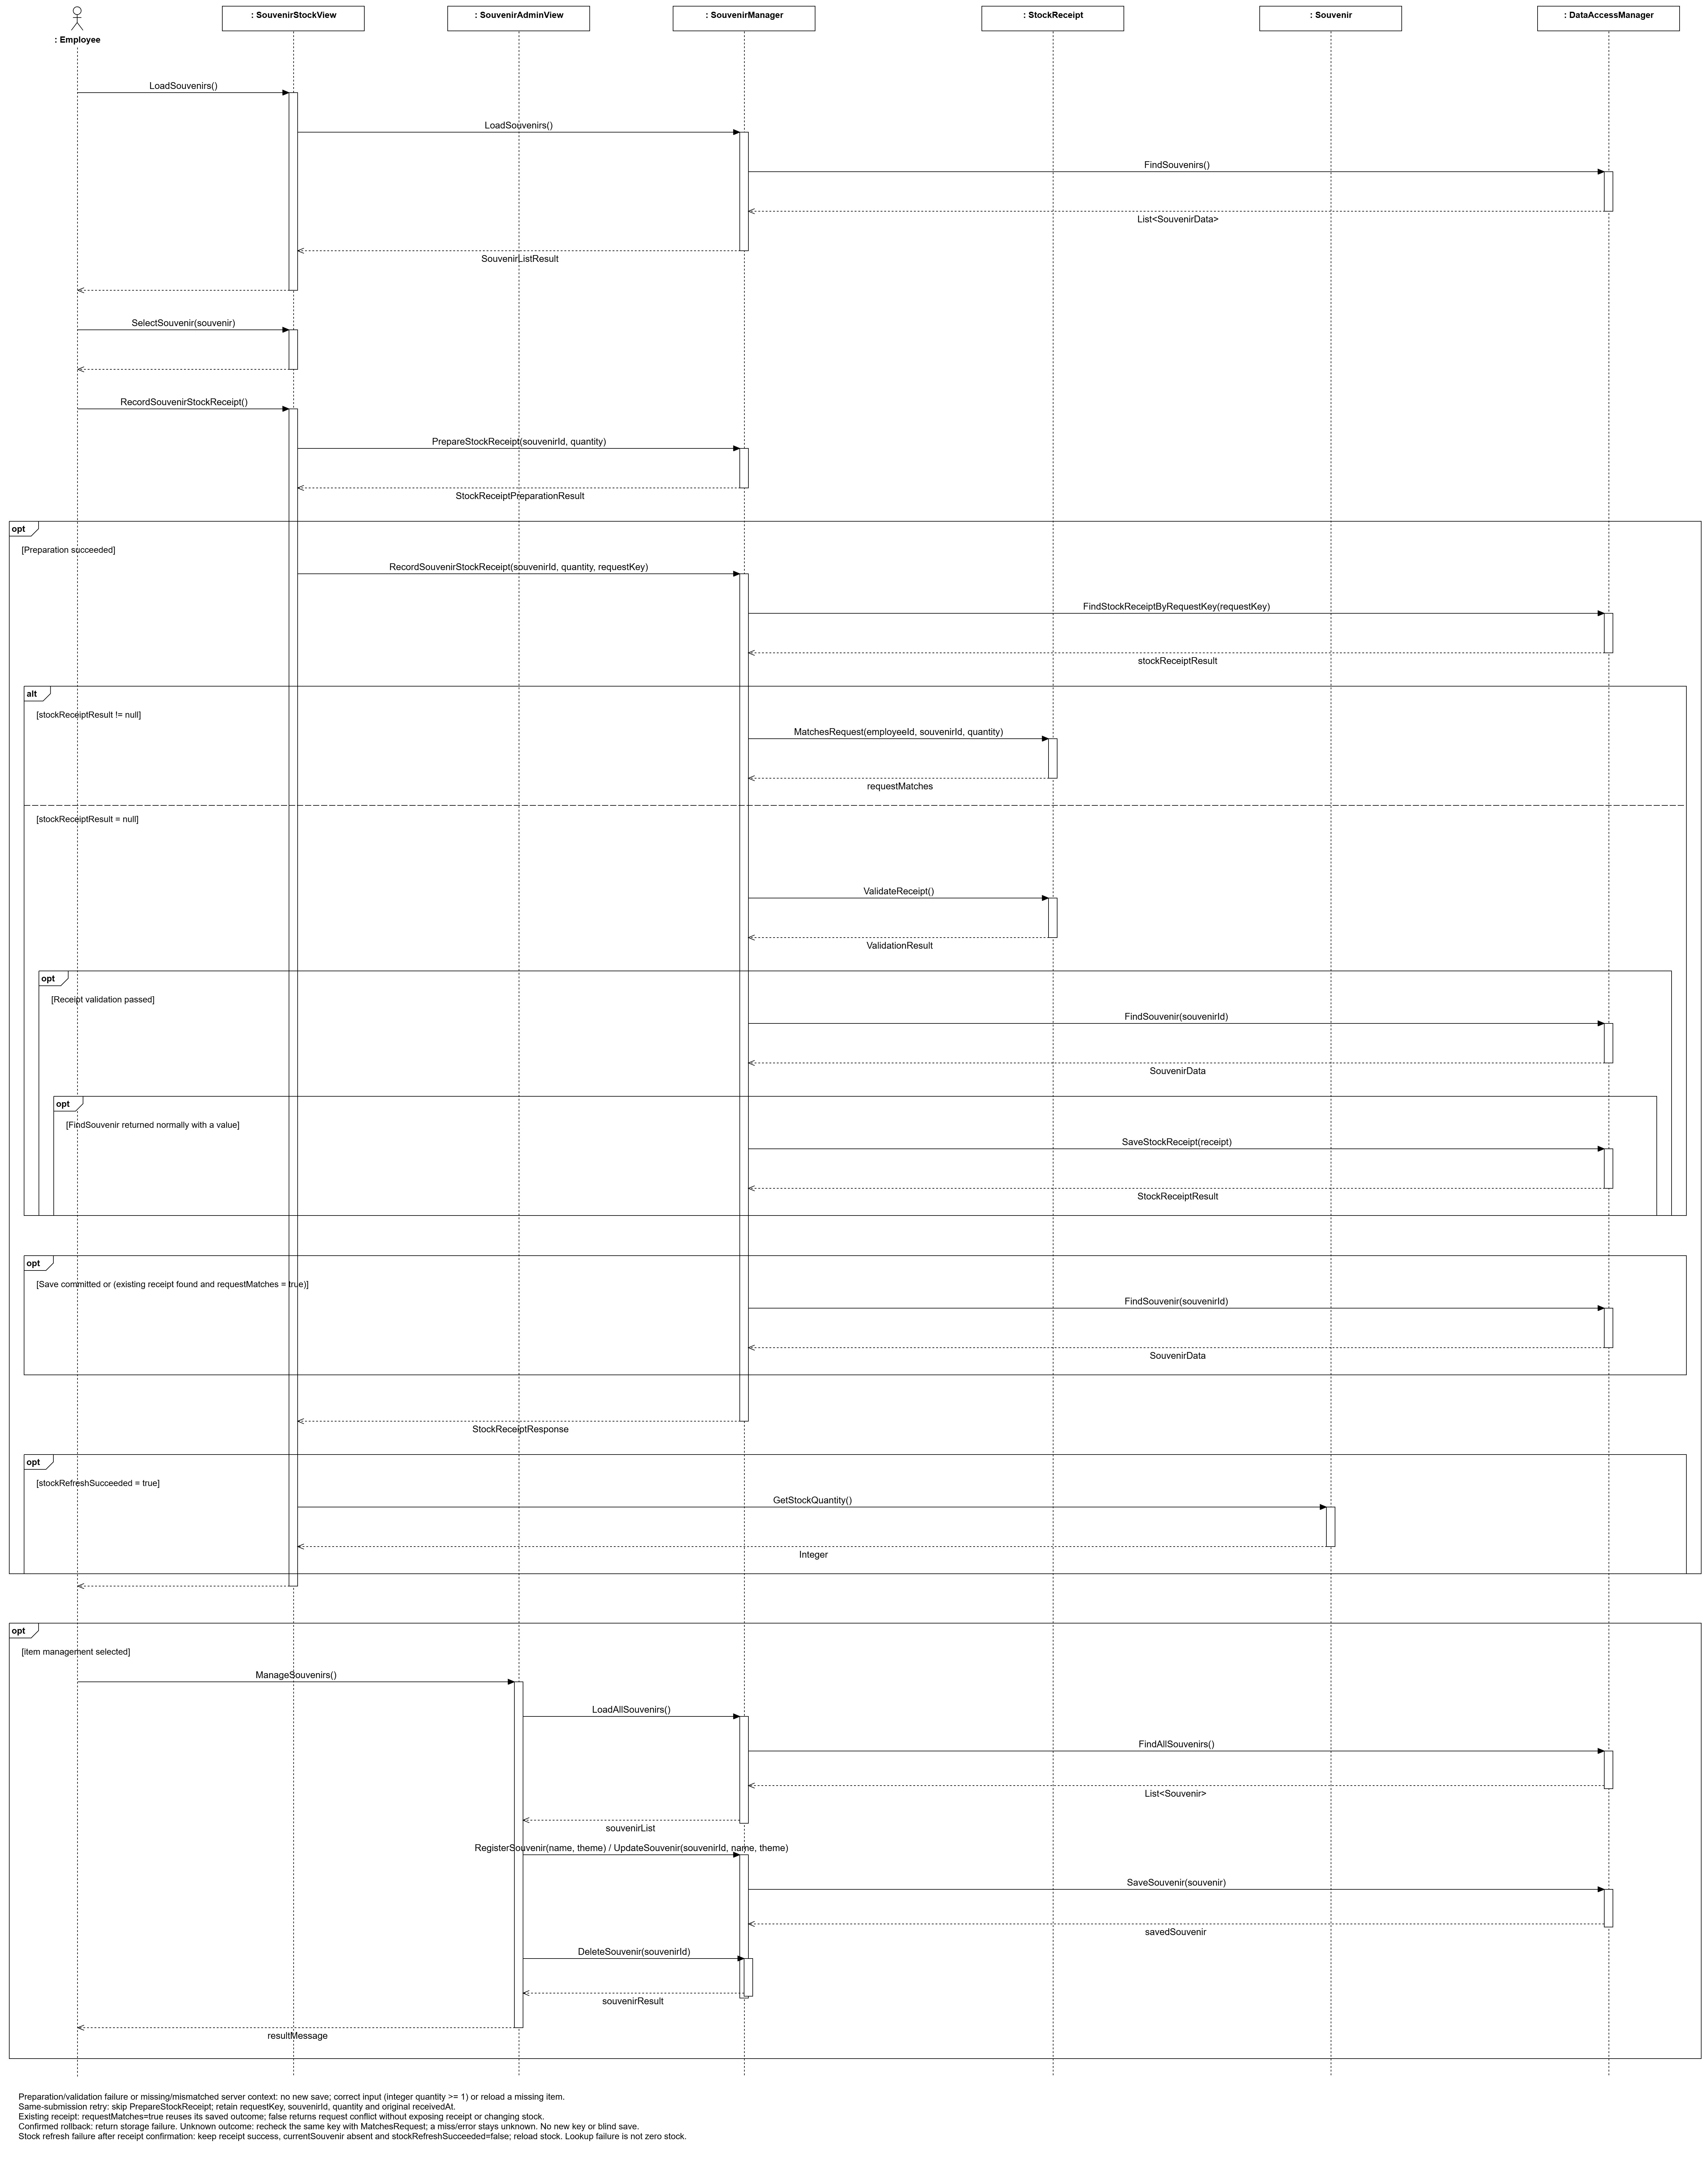 : Employee
: SouvenirStockView
: SouvenirAdminView
: SouvenirManager
: StockReceipt
: Souvenir
: DataAccessManager
LoadSouvenirs()
LoadSouvenirs()
FindSouvenirs()
List<SouvenirData>
SouvenirListResult
SelectSouvenir(souvenir)
RecordSouvenirStockReceipt()
PrepareStockReceipt(souvenirId, quantity)
StockReceiptPreparationResult
opt
[Preparation succeeded]
RecordSouvenirStockReceipt(souvenirId, quantity, requestKey)
FindStockReceiptByRequestKey(requestKey)
stockReceiptResult
alt
[stockReceiptResult != null]
MatchesRequest(employeeId, souvenirId, quantity)
requestMatches
[stockReceiptResult = null]
ValidateReceipt()
ValidationResult
opt
[Receipt validation passed]
FindSouvenir(souvenirId)
SouvenirData
opt
[FindSouvenir returned normally with a value]
SaveStockReceipt(receipt)
StockReceiptResult
opt
[Save committed or (existing receipt found and requestMatches = true)]
FindSouvenir(souvenirId)
SouvenirData
StockReceiptResponse
opt
[stockRefreshSucceeded = true]
GetStockQuantity()
Integer
opt
[item management selected]
ManageSouvenirs()
LoadAllSouvenirs()
FindAllSouvenirs()
List<Souvenir>
souvenirList
RegisterSouvenir(name, theme) / UpdateSouvenir(souvenirId, name, theme)
SaveSouvenir(souvenir)
savedSouvenir
DeleteSouvenir(souvenirId)
souvenirResult
resultMessage
Preparation/validation failure or missing/mismatched server context: no new save; correct input (integer quantity >= 1) or reload a missing item.
Same-submission retry: skip PrepareStockReceipt; retain requestKey, souvenirId, quantity and original receivedAt.
Existing receipt: requestMatches=true reuses its saved outcome; false returns request conflict without exposing receipt or changing stock.
Confirmed rollback: return storage failure. Unknown outcome: recheck the same key with MatchesRequest; a miss/error stays unknown. No new key or blind save.
Stock refresh failure after receipt confirmation: keep receipt success, currentSouvenir absent and stockRefreshSucceeded=false; reload stock. Lookup failure is not zero stock.